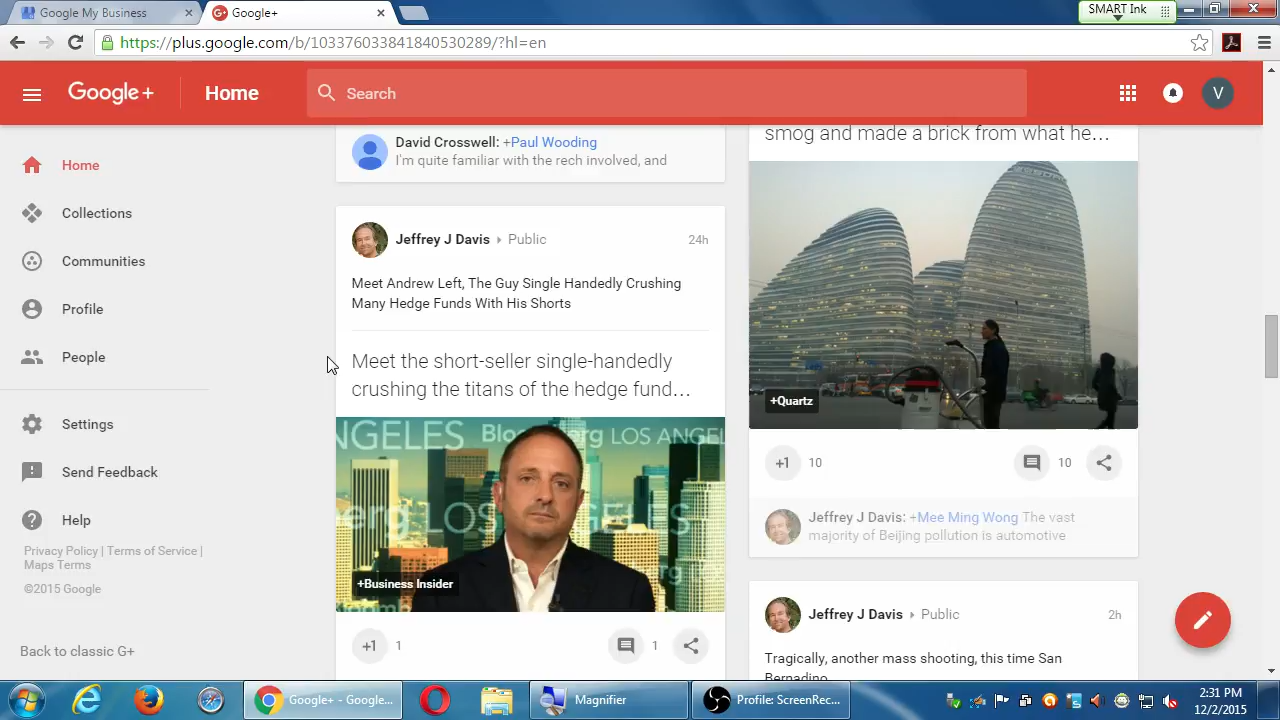 Google My Business
Google+
SMART Ink
https://plus.google.com/b/103376033841840530289/?hl=en
Google+
Home
Search
V
Home
Collections
Communities
Profile
People
Settings
Send Feedback
Help
Privacy Policy | Terms of Service |
Maps Terms
©2015 Google
Back to classic G+
David Crosswell: +Paul Wooding
I'm quite familiar with the rech involved, and
Jeffrey J Davis
Public
24h
Meet Andrew Left, The Guy Single Handedly Crushing
Many Hedge Funds With His Shorts
Meet the short-seller single-handedly
crushing the titans of the hedge fund...
NGELES
LOS ANGEL
LOS ANGELES
+Business Insider
+1
1
1
smog and made a brick from what he...
+Quartz
+1
10
10
Jeffrey J Davis: +Mee Ming Wong The vast
majority of Beijing pollution is automotive
Jeffrey J Davis
Public
2h
Tragically, another mass shooting, this time San
Bernadino.
Google+ - Google...
Magnifier
Profile: ScreenRec...
2:31 PM
12/2/2015